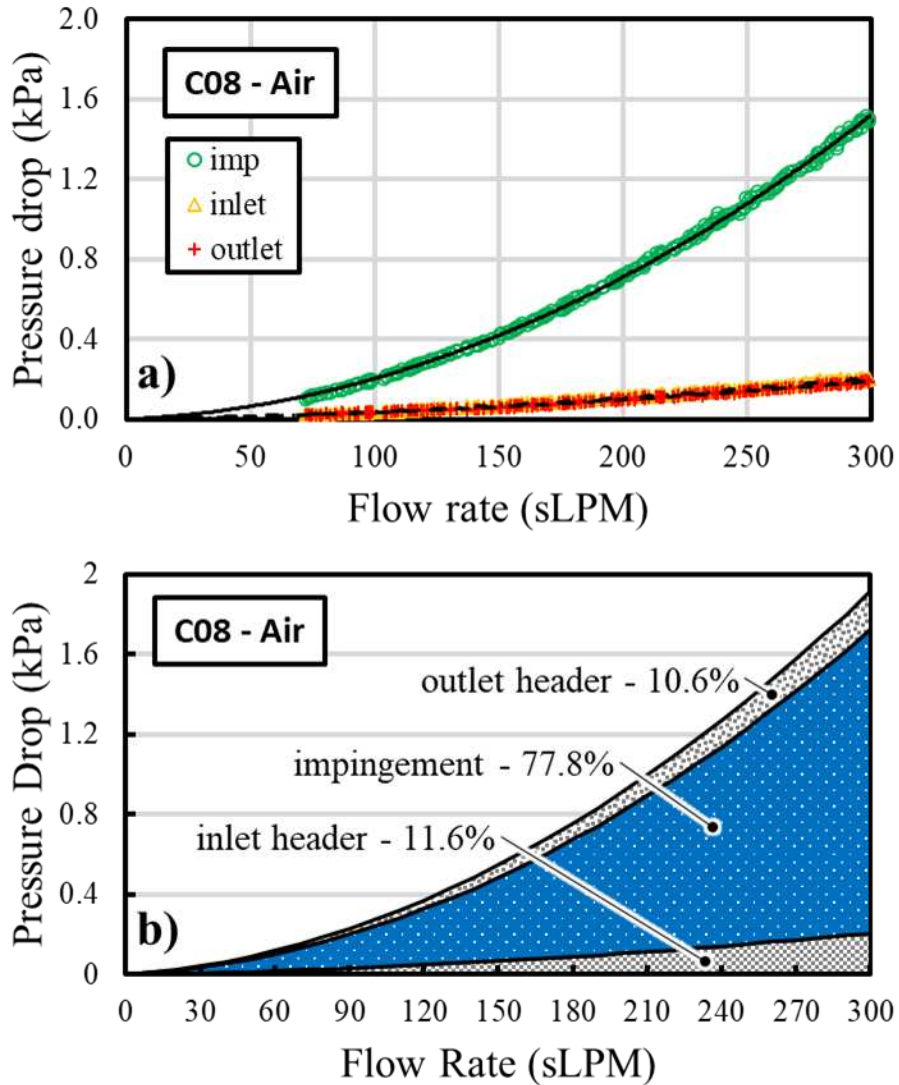 Pressure drop (kPa)
2.0
1.6
1.2
0.8
0.4
0.0
C08 - Air
imp
inlet
outlet
a)
0 50 100 150 200 250 300
Flow rate (sLPM)
Pressure Drop (kPa)
2
1.6
1.2
0.8
0.4
0
C08 - Air
outlet header - 10.6%
impingement - 77.8%
inlet header - 11.6%
b)
0 30 60 90 120 150 180 210 240 270 300
Flow Rate (sLPM)